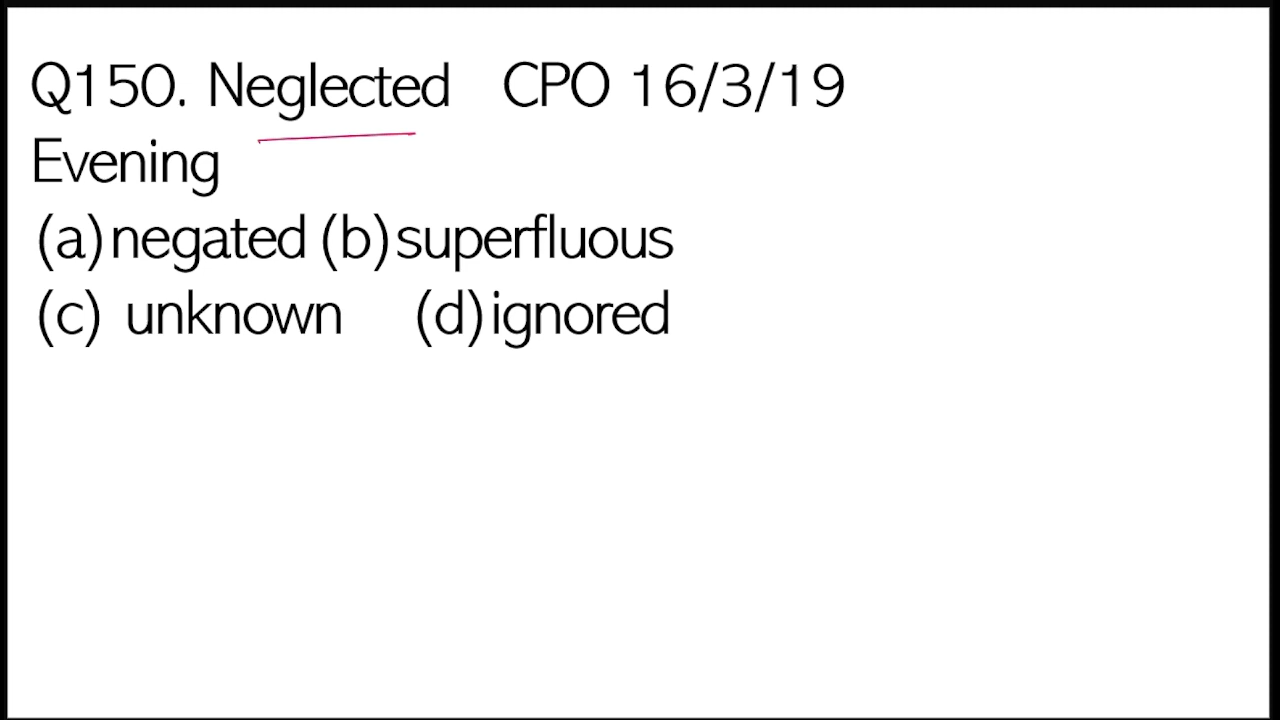 Q150. Neglected CPO 16/3/19
Evening
(a) negated (b) superfluous
(c) unknown (d) ignored